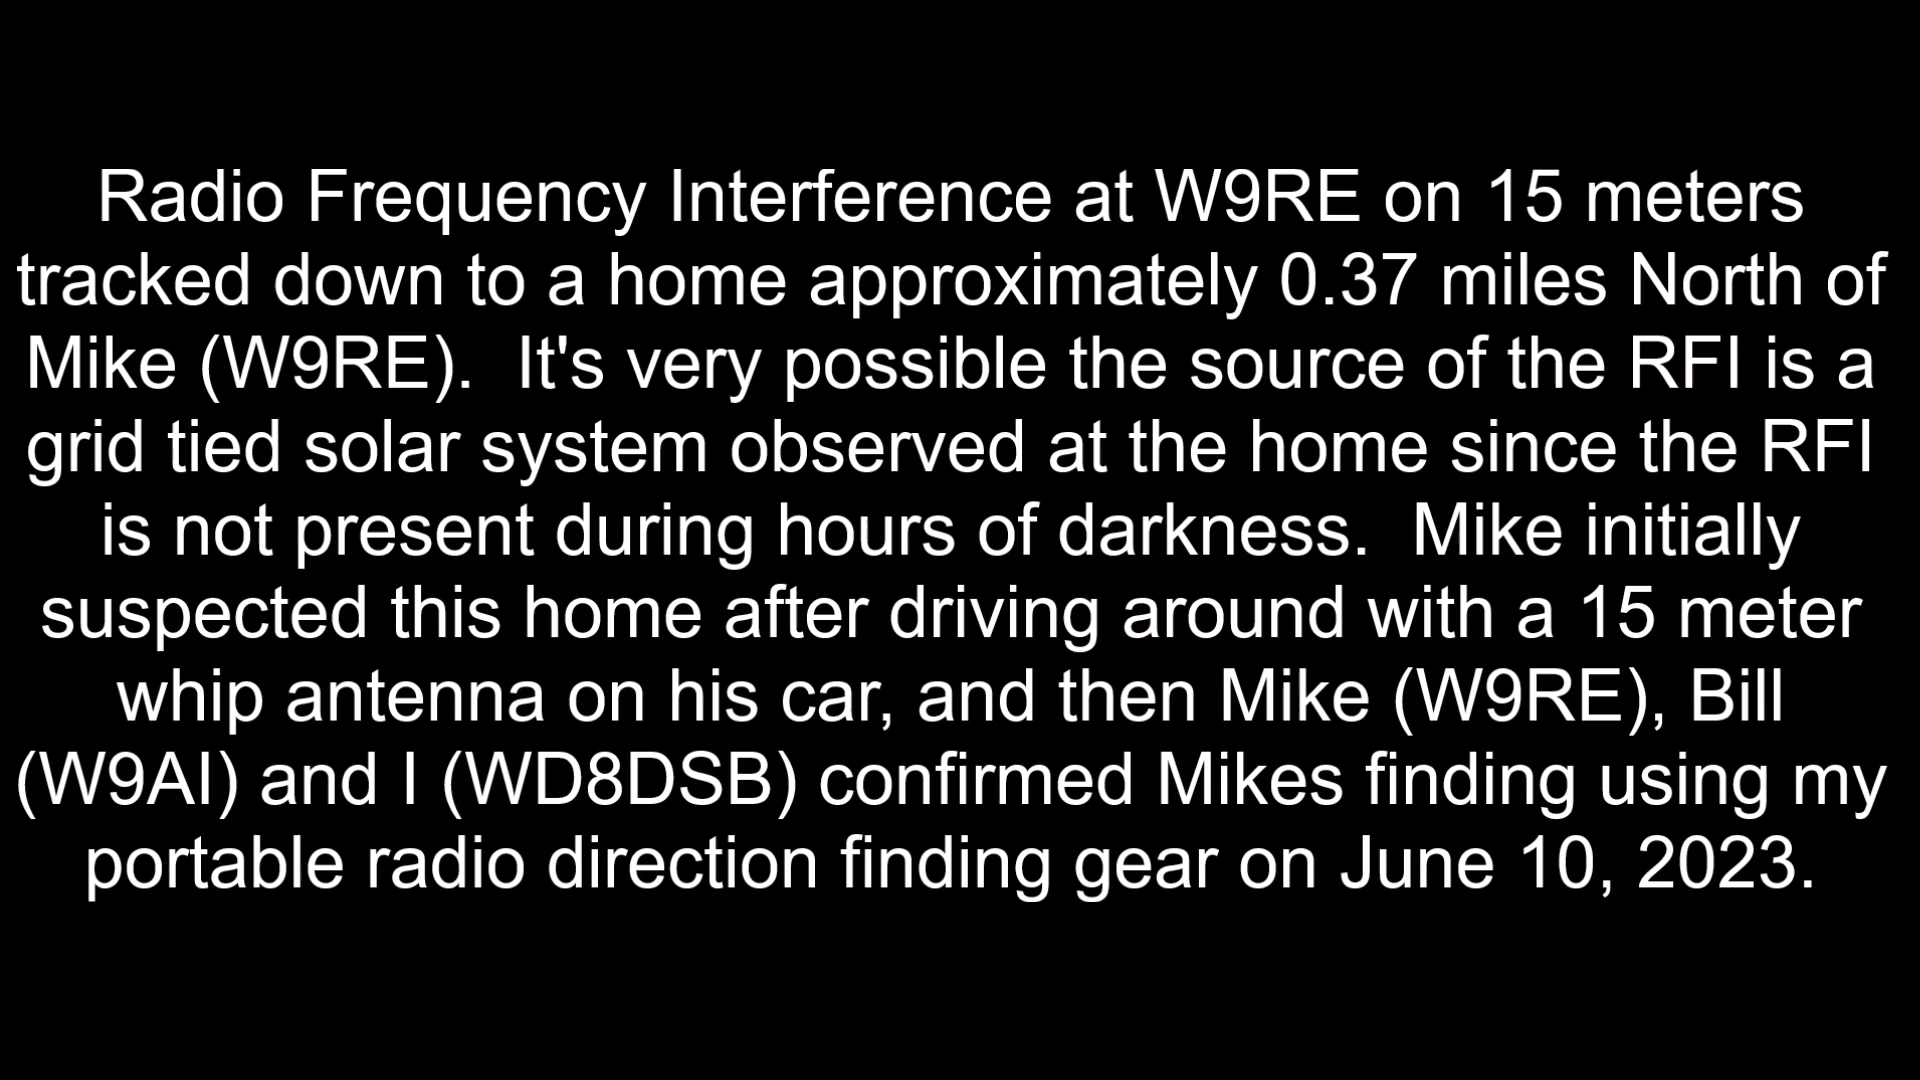 Radio Frequency Interference at W9RE on 15 meters
tracked down to a home approximately 0.37 miles North of
Mike (W9RE).  It's very possible the source of the RFI is a
grid tied solar system observed at the home since the RFI
is not present during hours of darkness.  Mike initially
suspected this home after driving around with a 15 meter
whip antenna on his car, and then Mike (W9RE), Bill
(W9AI) and I (WD8DSB) confirmed Mikes finding using my
portable radio direction finding gear on June 10, 2023.